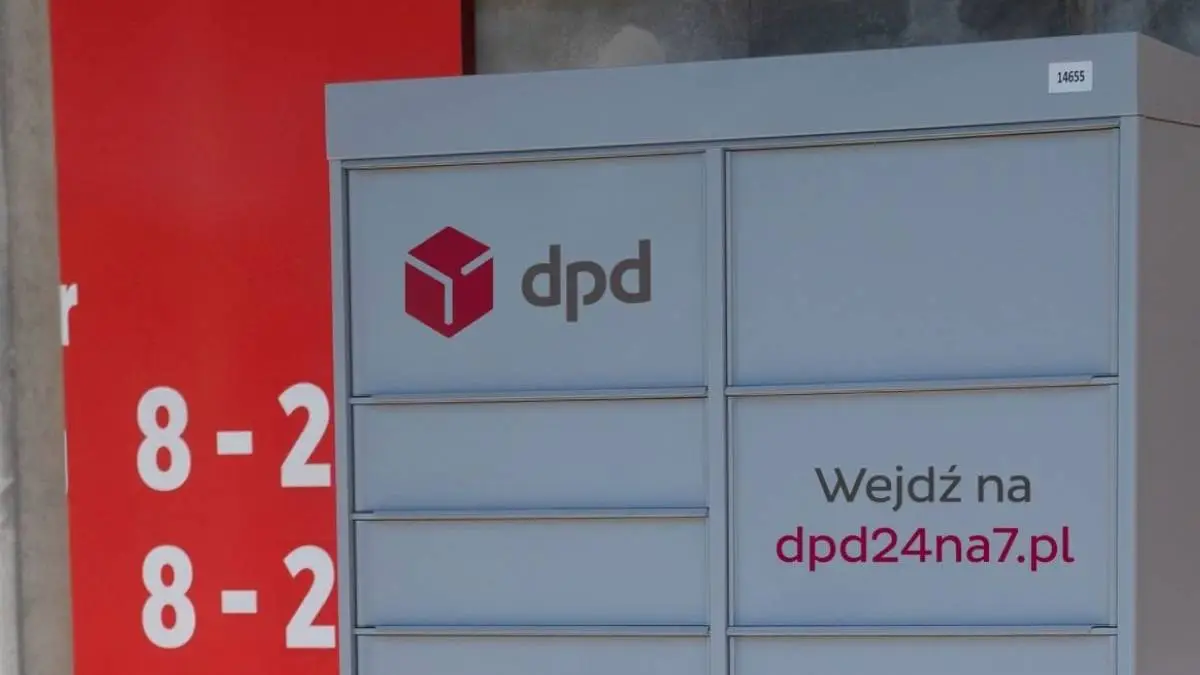 14655
dpd
Wejdź na
dpd24na7.pl
r
8 - 2
8 - 2